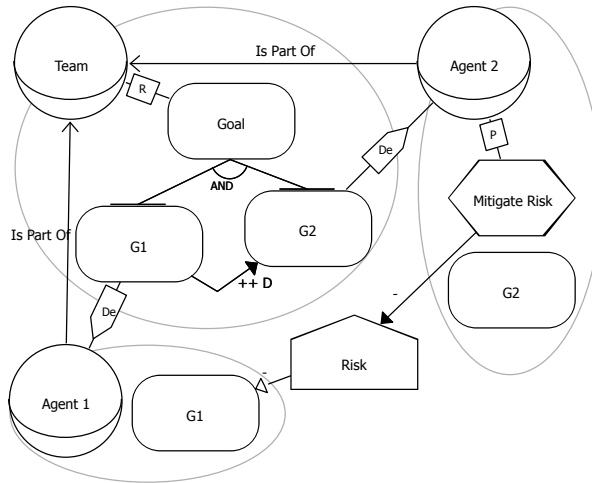 Team
Is Part Of
Agent 2
R
Goal
De
P
AND
Mitigate Risk
Is Part Of
G1
G2
++ D
G2
De
-
Risk
-
Agent 1
G1